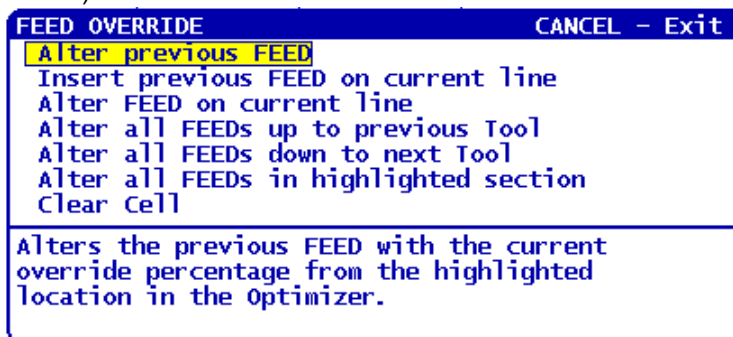 FEED OVERRIDE CANCEL - Exit
Alter previous FEED
Insert previous FEED on current line
Alter FEED on current line
Alter all FEEDs up to previous Tool
Alter all FEEDs down to next Tool
Alter all FEEDs in highlighted section
Clear Cell
Alters the previous FEED with the current
override percentage from the highlighted
location in the Optimizer.